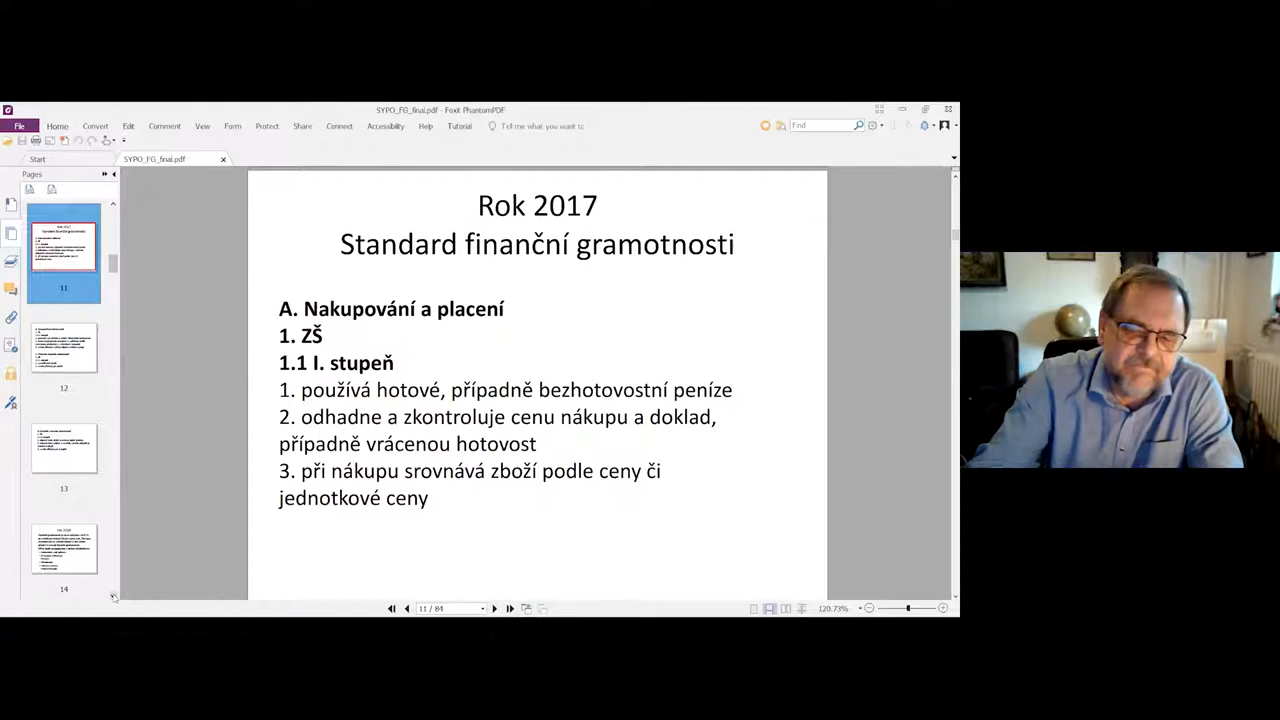 SYPO_FG_final.pdf - Foxit PhantomPDF
File Home Convert Edit Comment View Form Protect Share Connect Accessibility Help Tutorial Tell me what you want tc Find
Start SYPO_FG_final.pdf
Pages
Rok 2017
Standard finanční gramotnosti
A. Nakupování a placení
1. ZŠ
1.1 I. stupeň
1. používá hotové, případně bezhotovostní peníze
2. odhadne a zkontroluje cenu nákupu a doklad,
případně vrácenou hotovost
3. při nákupu srovnává zboží podle ceny či
jednotkové ceny
11
12
13
14
11 / 84
120.73%